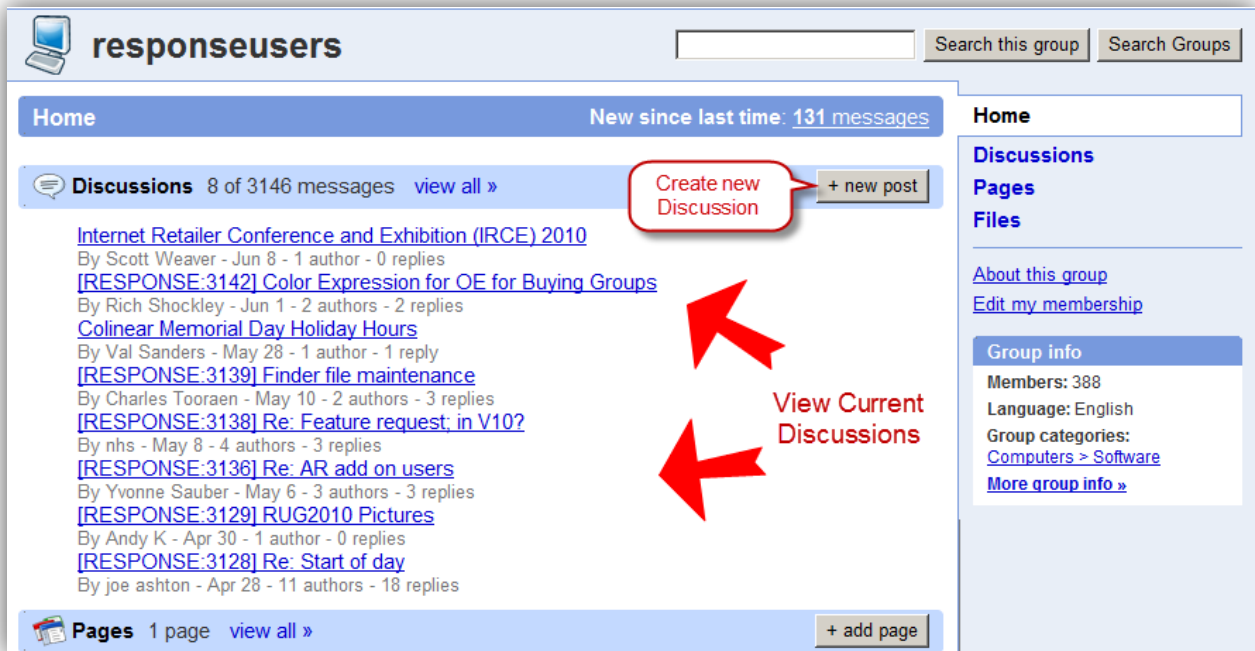 responseusers
Search this group
Search Groups
Home
New since last time: 131 messages
Discussions 8 of 3146 messages view all »
Create new
Discussion
+ new post
Internet Retailer Conference and Exhibition (IRCE) 2010
By Scott Weaver - Jun 8 - 1 author - 0 replies
[RESPONSE:3142] Color Expression for OE for Buying Groups
By Rich Shockley - Jun 1 - 2 authors - 2 replies
Colinear Memorial Day Holiday Hours
By Val Sanders - May 28 - 1 author - 1 reply
[RESPONSE:3139] Finder file maintenance
By Charles Tooraen - May 10 - 2 authors - 3 replies
[RESPONSE:3138] Re: Feature request; in V10?
By nhs - May 8 - 4 authors - 3 replies
[RESPONSE:3136] Re: AR add on users
By Yvonne Sauber - May 6 - 3 authors - 3 replies
[RESPONSE:3129] RUG2010 Pictures
By Andy K - Apr 30 - 1 author - 0 replies
[RESPONSE:3128] Re: Start of day
By joe ashton - Apr 28 - 11 authors - 18 replies
View Current
Discussions
Pages 1 page view all »
+ add page
Home
Discussions
Pages
Files
About this group
Edit my membership
Group info
Members: 388
Language: English
Group categories:
Computers > Software
More group info »